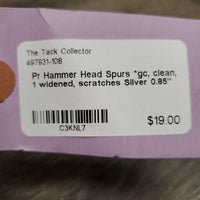 The Tack Collector
497931-108
Pr Hammer Head Spurs *gc, clean,
1 widened, scratches Silver 0.85"
C3KNL7
$19.00